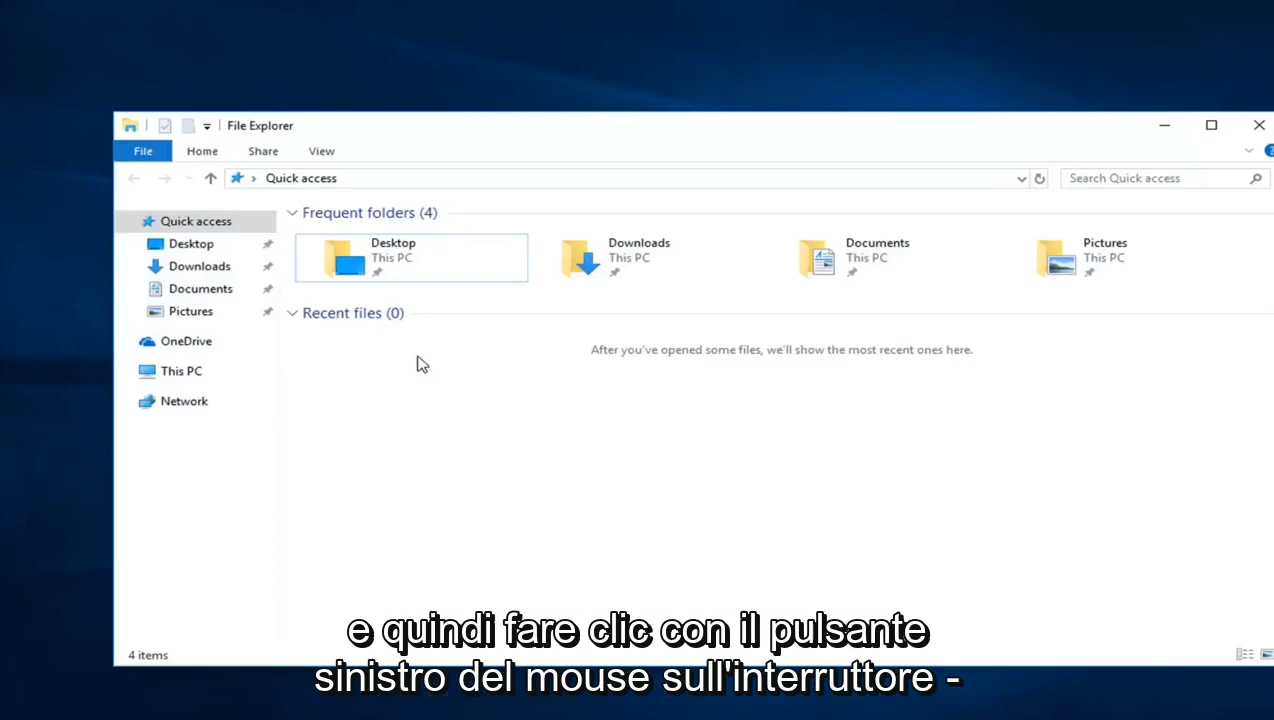 File Explorer
File Home Share View
Quick access
Search Quick access
Quick access
Desktop
Downloads
Documents
Pictures
OneDrive
This PC
Network
Frequent folders (4)
Desktop
This PC
Downloads
This PC
Documents
This PC
Pictures
This PC
Recent files (0)
After you've opened some files, we'll show the most recent ones here.
4 items
e quindi fare clic con il pulsante
sinistro del mouse sull'interruttore -